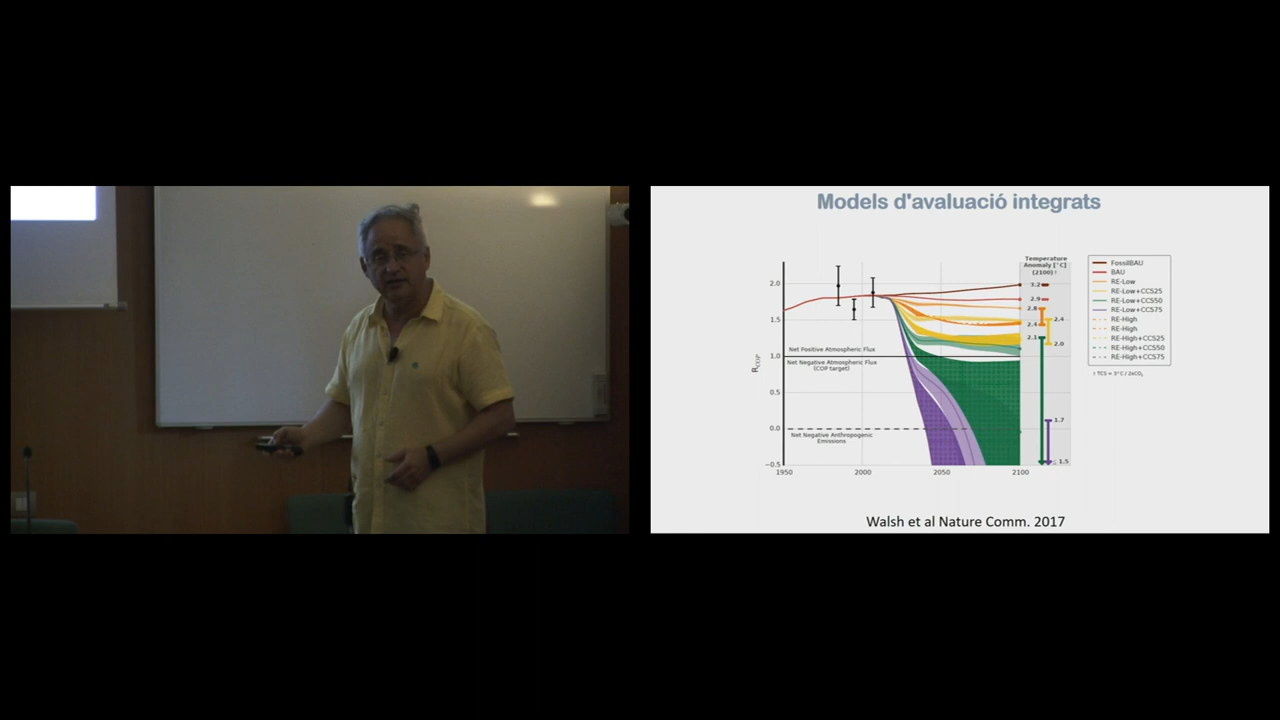 Models d'avaluació integrats
Temperature
Anomaly [°C]
(2100)↑
FossilBAU
BAU
RE-Low
RE-Low+CCS25
RE-Low+CCS50
RE-Low+CCS75
RE-High
RE-High
RE-High+CCS25
RE-High+CCS50
RE-High+CCS75
↑ TCS = 3°C / 2xCO₂
2.0
1.5
1.0
0.5
0.0
−0.5
R_COP
Net Positive Atmospheric Flux
Net Negative Atmospheric Flux
(COP target)
Net Negative Anthropogenic
Emissions
3.2
2.9
2.8
2.4
2.4
2.1
2.0
1.7
≤ 1.5
1950
2000
2050
2100
Walsh et al Nature Comm. 2017